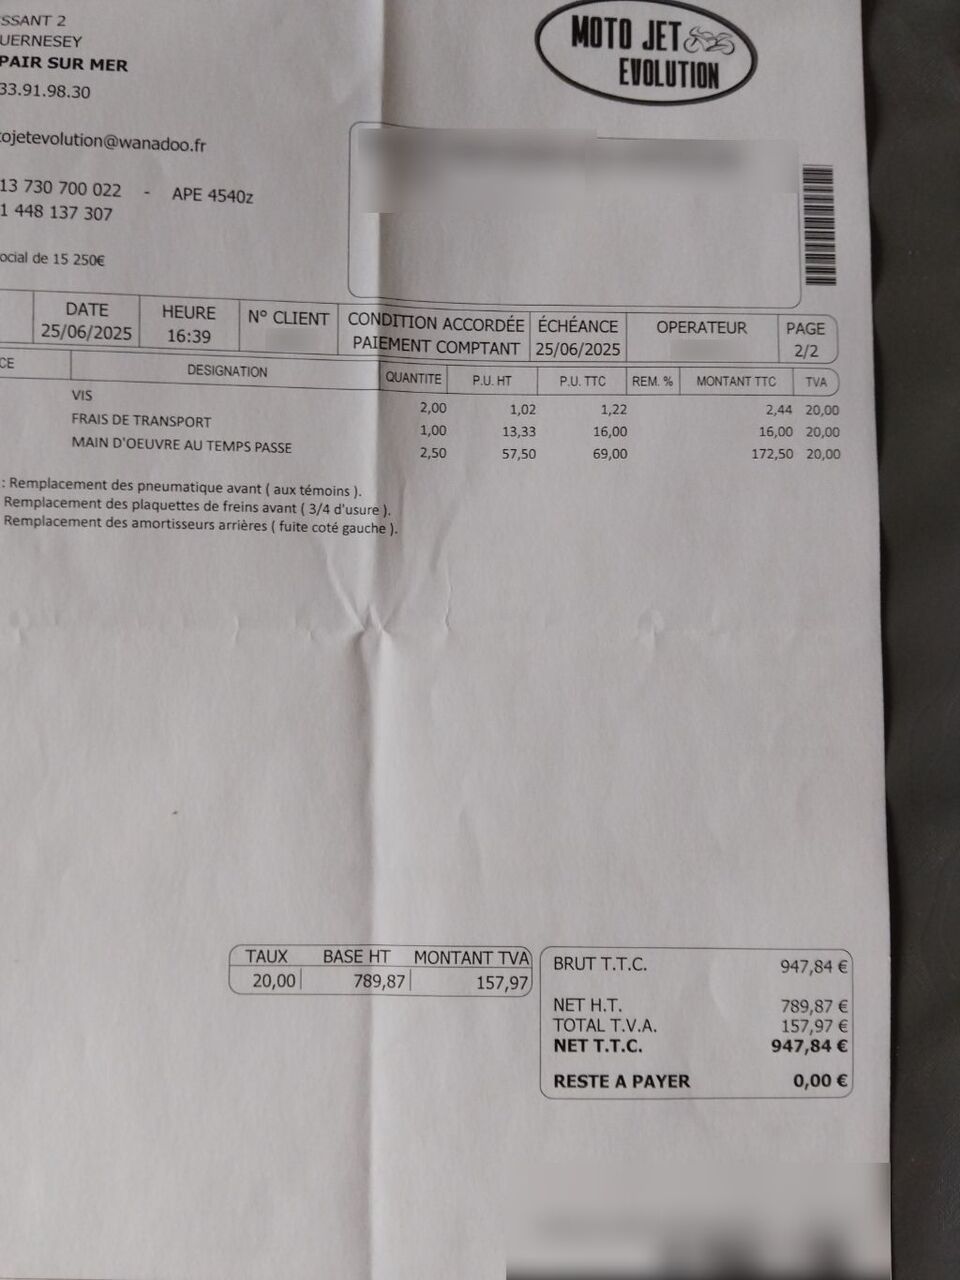 SSANT 2
UERNESEY
PAIR SUR MER
33.91.98.30
ojetevolution@wanadoo.fr
13 730 700 022 - APE 4540z
1 448 137 307
ocial de 15 250€
MOTO JET
EVOLUTION
DATE HEURE N° CLIENT CONDITION ACCORDÉE ÉCHÉANCE OPERATEUR PAGE
25/06/2025 16:39 PAIEMENT COMPTANT 25/06/2025 2/2
CE DESIGNATION QUANTITE P.U. HT P.U. TTC REM. % MONTANT TTC TVA
VIS 2,00 1,02 1,22 2,44 20,00
FRAIS DE TRANSPORT 1,00 13,33 16,00 16,00 20,00
MAIN D'OEUVRE AU TEMPS PASSE 2,50 57,50 69,00 172,50 20,00
: Remplacement des pneumatique avant ( aux témoins ).
Remplacement des plaquettes de freins avant ( 3/4 d'usure ).
Remplacement des amortisseurs arrières ( fuite coté gauche ).
TAUX BASE HT MONTANT TVA
20,00 789,87 157,97
BRUT T.T.C. 947,84 €
NET H.T. 789,87 €
TOTAL T.V.A. 157,97 €
NET T.T.C. 947,84 €
RESTE A PAYER 0,00 €